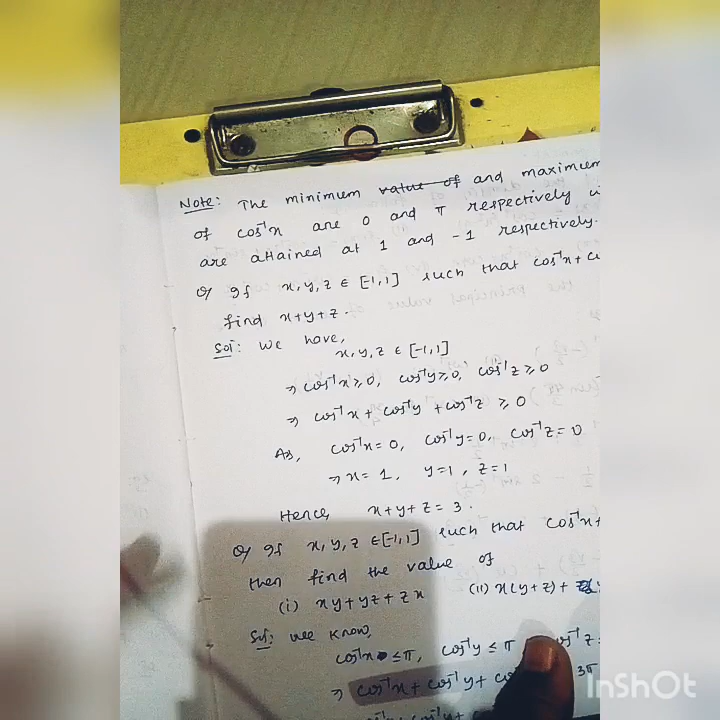 Note: The minimum value of and maximum
of cos⁻¹x are 0 and π respectively
are attained at 1 and -1 respectively.
Q/ If x, y, z ∈ [-1,1] such that cos⁻¹x +
find x+y+z.
Sol: We have,
x, y, z ∈ [-1,1]
⇒ cos⁻¹x ≥ 0, cos⁻¹y ≥ 0, cos⁻¹z ≥ 0
⇒ cos⁻¹x + cos⁻¹y + cos⁻¹z ≥ 0
As, cos⁻¹x = 0, cos⁻¹y = 0, cos⁻¹z = 0
⇒ x = 1, y = 1, z = 1
Hence, x+y+z = 3.
Q/ If x, y, z ∈ [-1,1] such that cos⁻¹x +
then find the value of
(i) xy+yz+zx (ii) x(y+z) +
Sol: we know,
cos⁻¹x ≤ π, cos⁻¹y ≤ π
⇒ cos⁻¹x + cos⁻¹y + 3π
InShOt